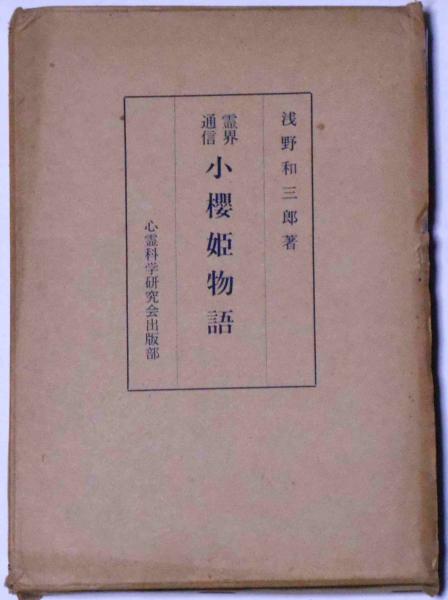 浅野和三郎著
霊界
通信
小櫻姫物語
心霊科学研究会出版部